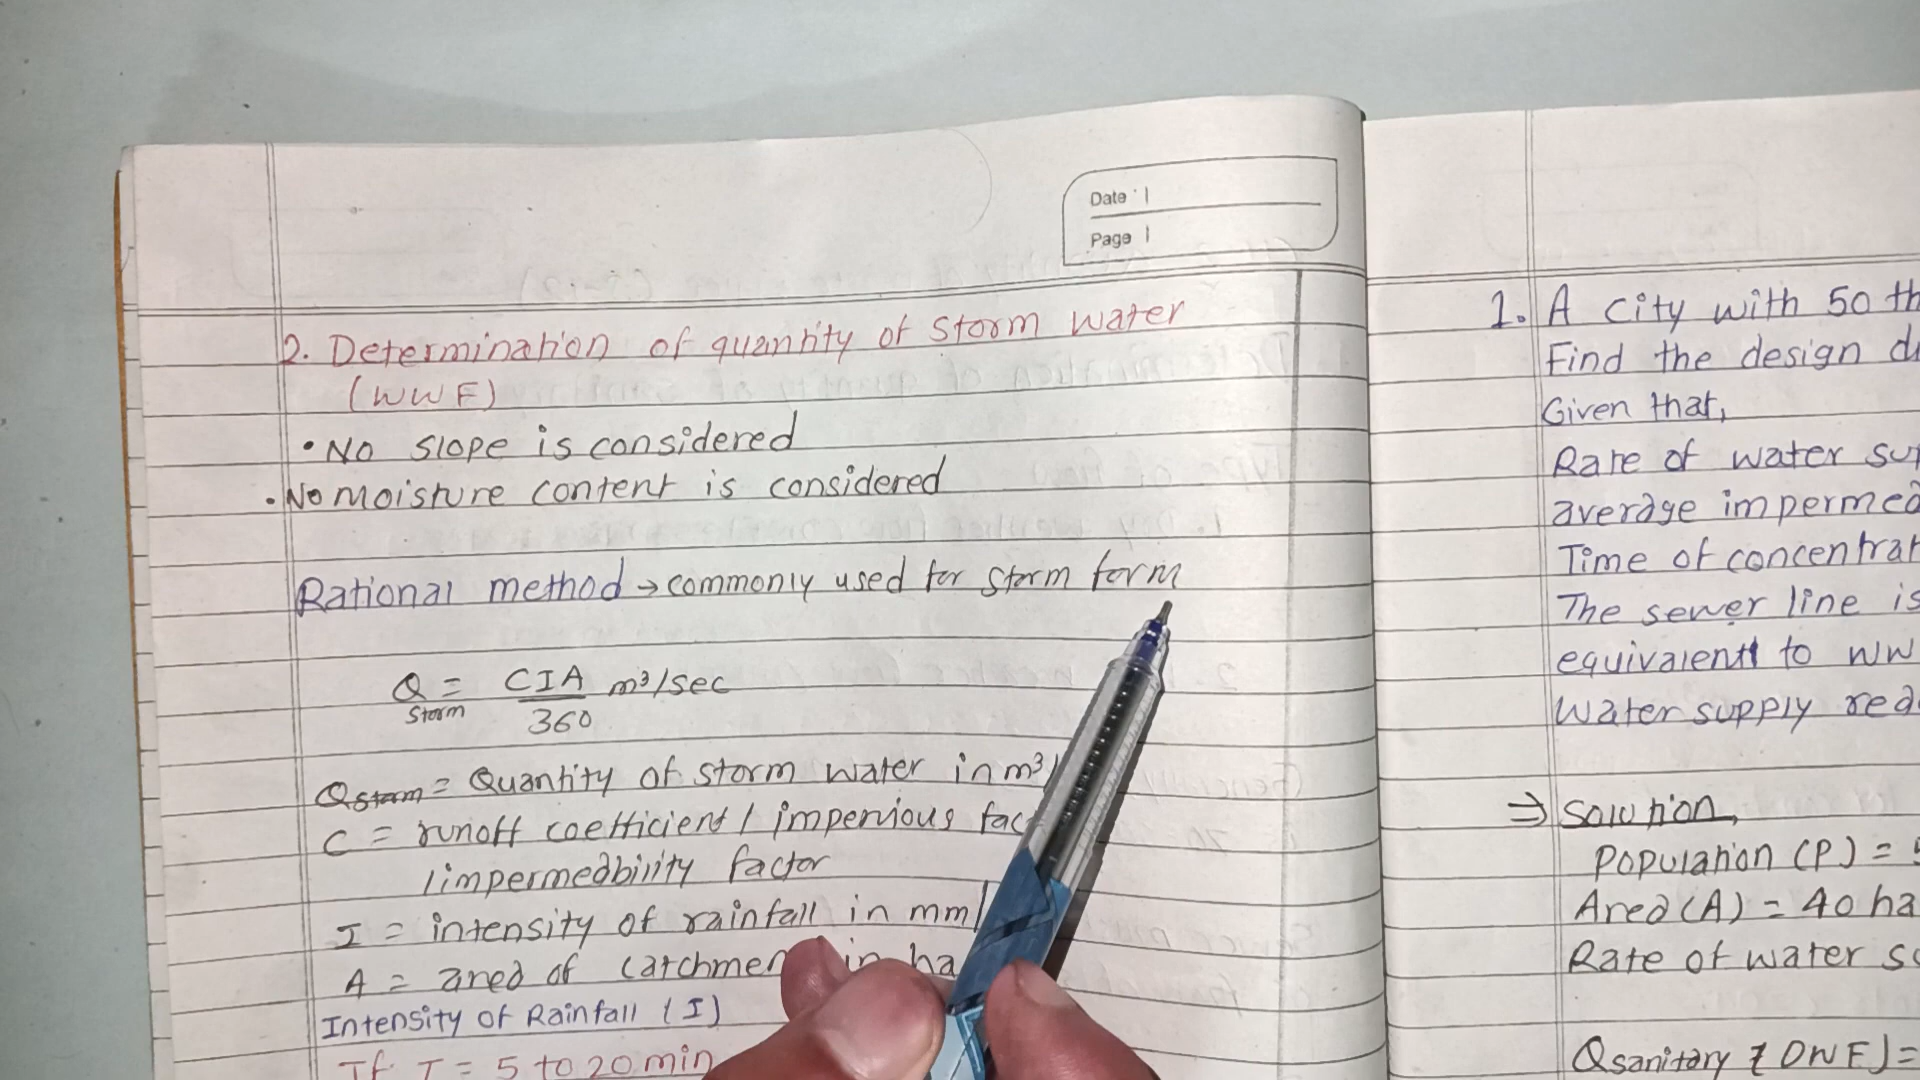 Date
Page
2. Determination of quantity of storm water
(WWF)
• No slope is considered
• No moisture content is considered
Rational method → commonly used for storm form
Q storm = CIA/360 m³/sec
Qstorm = Quantity of storm water in m³/
C = runoff coefficient / impervious fac
/impermeability factor
I = intensity of rainfall in mm/
A = area of catchment in ha
Intensity of Rainfall (I)
If T = 5 to 20 min
1. A city with 50 th
Find the design di
Given that,
Rate of water sup
average impermea
Time of concentrat
The sewer line is
equivalent to WW
Water supply rea
⇒ Solution,
Population (P) =
Area (A) = 40 ha
Rate of water su
Qsanitary (DWF) =